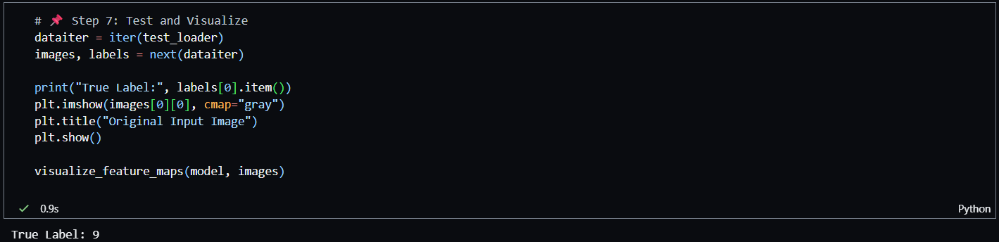 # 📌 Step 7: Test and Visualize
dataiter = iter(test_loader)
images, labels = next(dataiter)
print("True Label:", labels[0].item())
plt.imshow(images[0][0], cmap="gray")
plt.title("Original Input Image")
plt.show()
visualize_feature_maps(model, images)
0.9s
Python
True Label: 9